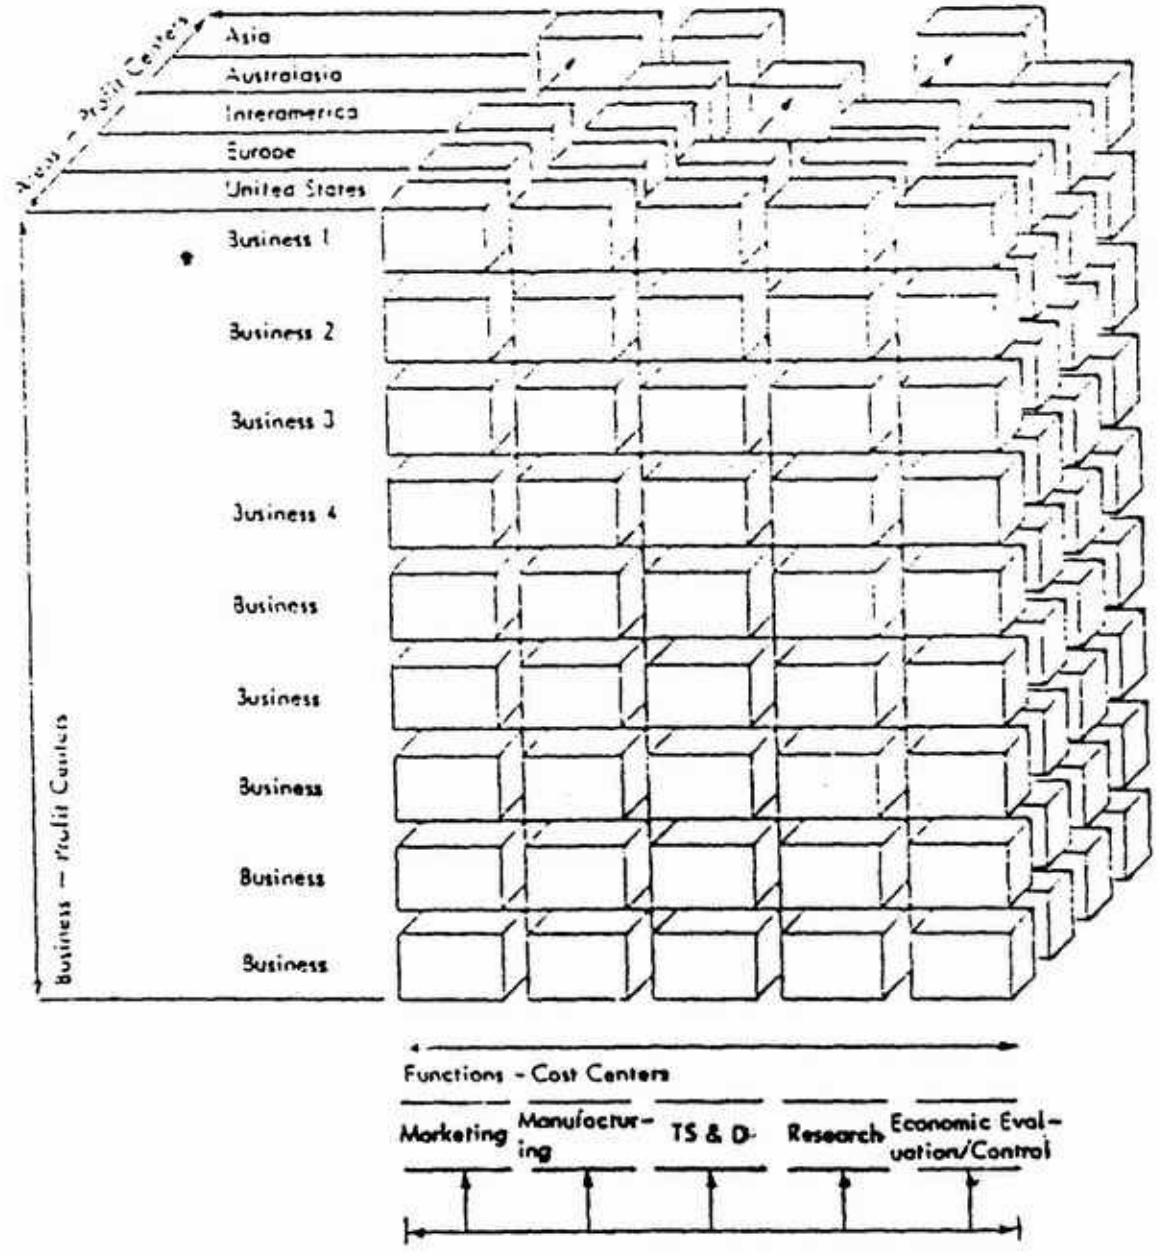 Areas - Profit Centers
Asia
Australasia
Interamerica
Europe
United States
Business 1
Business 2
Business 3
Business 4
Business
Business
Business
Business
Business
Business — Profit Centers
Functions - Cost Centers
Marketing
Manufactur-
ing
TS & D
Research
Economic Eval-
uation/Control